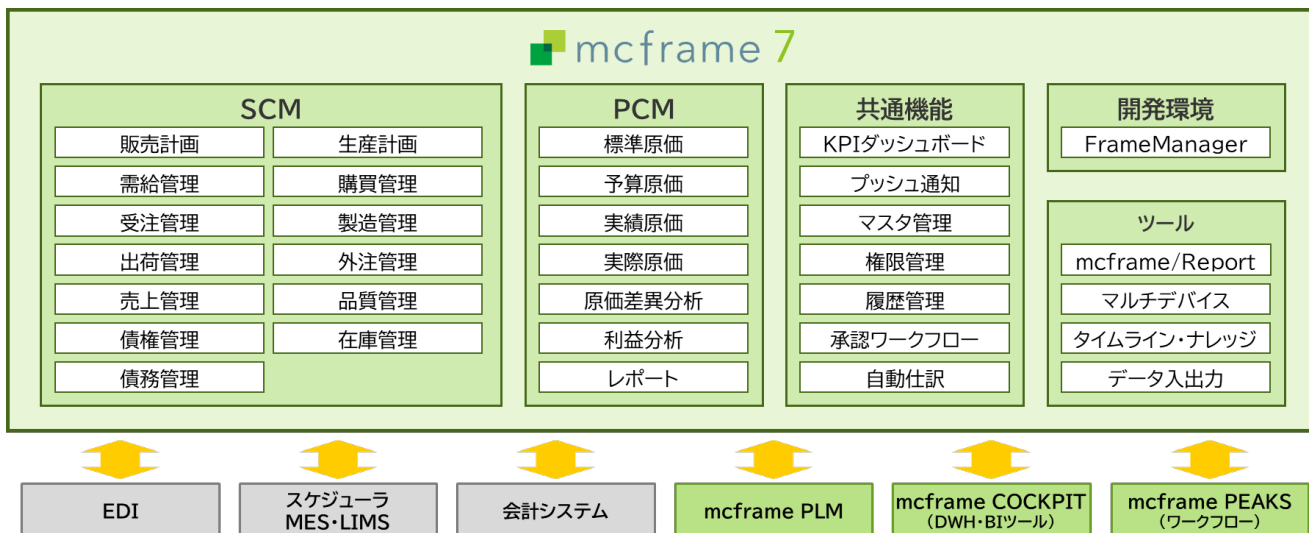 mcframe 7
SCM
販売計画
需給管理
受注管理
出荷管理
売上管理
債権管理
債務管理
生産計画
購買管理
製造管理
外注管理
品質管理
在庫管理
PCM
標準原価
予算原価
実績原価
実際原価
原価差異分析
利益分析
レポート
共通機能
KPIダッシュボード
プッシュ通知
マスタ管理
権限管理
履歴管理
承認ワークフロー
自動仕訳
開発環境
FrameManager
ツール
mcframe/Report
マルチデバイス
タイムライン・ナレッジ
データ入出力
EDI
スケジューラ
MES・LIMS
会計システム
mcframe PLM
mcframe COCKPIT
（DWH・BIツール）
mcframe PEAKS
（ワークフロー）